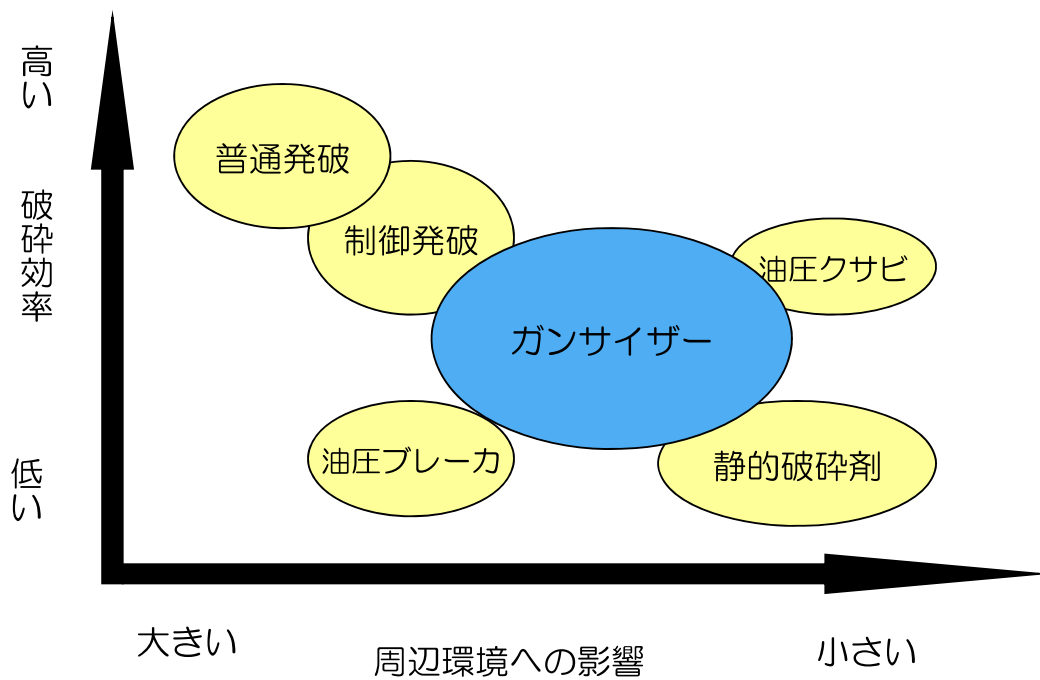 高い
普通発破
破砕効率
制御発破
油圧クサビ
ガンサイザー
油圧ブレーカ
静的破砕剤
低い
大きい
周辺環境への影響
小さい